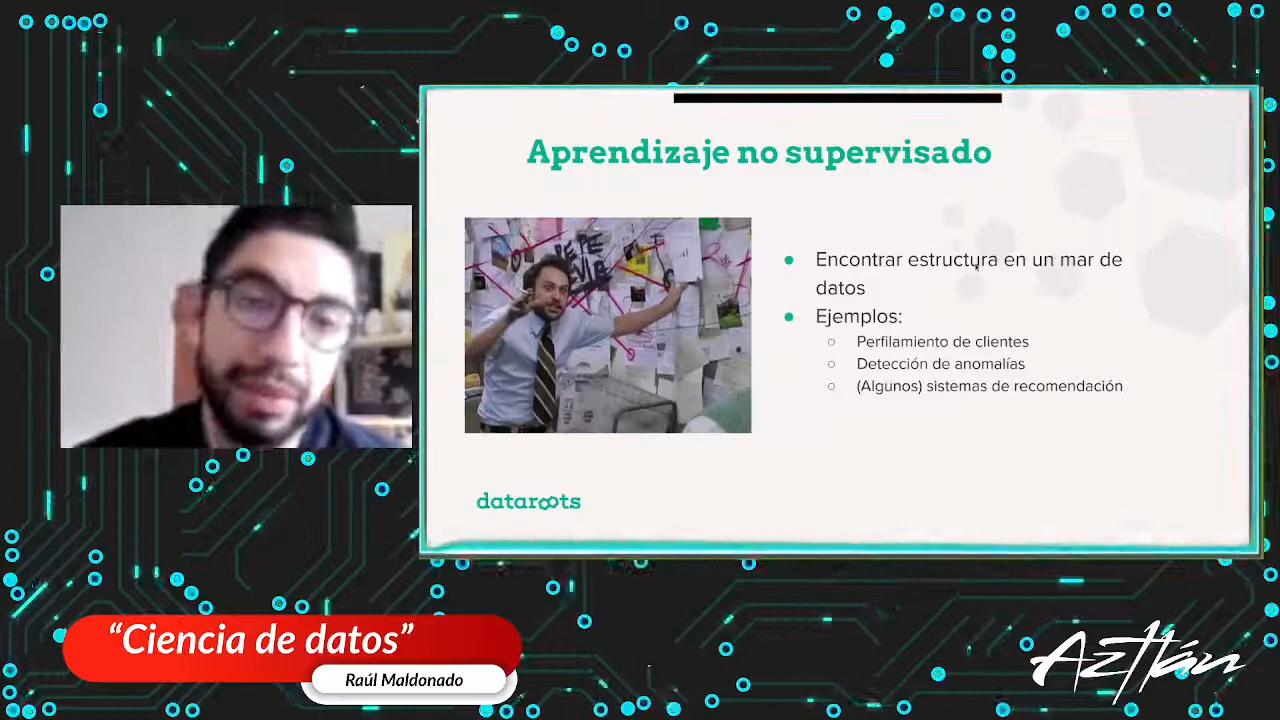 Aprendizaje no supervisado
PEPE
Encontrar estructura en un mar de
datos
Ejemplos:
Perfilamiento de clientes
Detección de anomalías
(Algunos) sistemas de recomendación
dataroots
“Ciencia de datos”
Raúl Maldonado
Aztlán